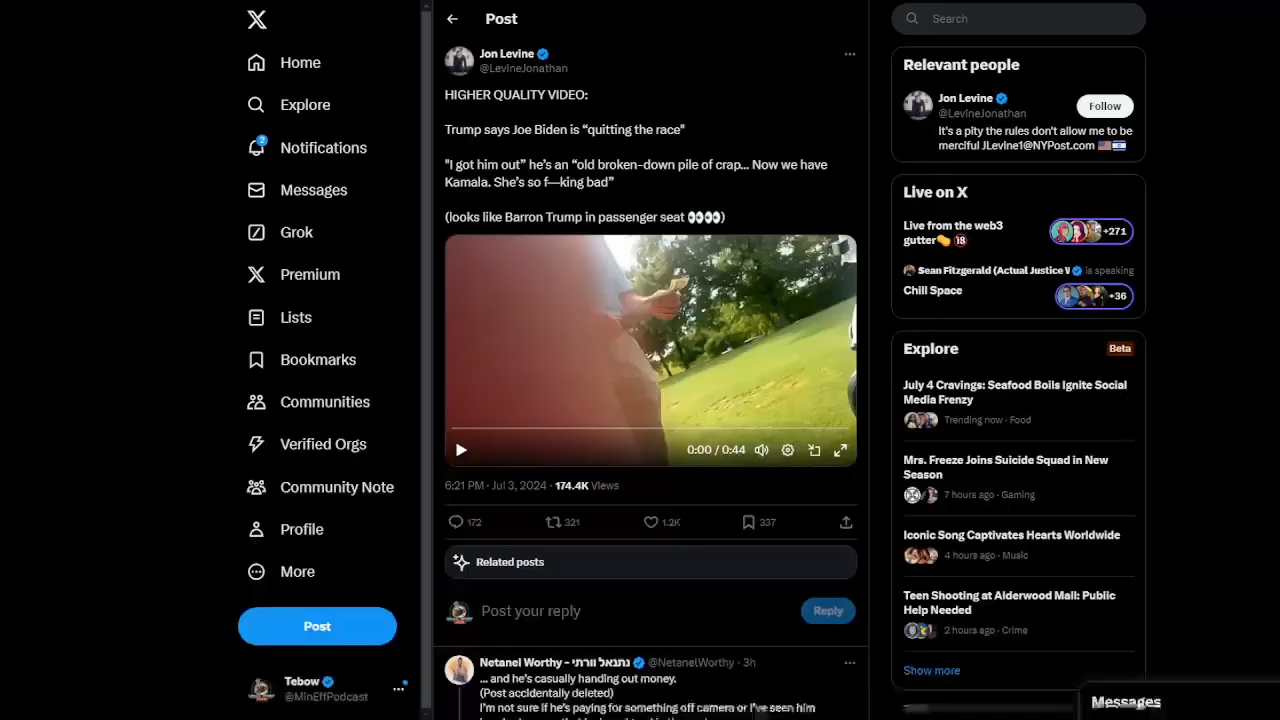 Home
Explore
2
Notifications
Messages
Grok
Premium
Lists
Bookmarks
Communities
Verified Orgs
Community Note
Profile
More
Post
Tebow
@MinEffPodcast
Post
Jon Levine
@LevineJonathan
HIGHER QUALITY VIDEO:
Trump says Joe Biden is “quitting the race”
"I got him out” he’s an “old broken-down pile of crap... Now we have
Kamala. She’s so f—king bad”
(looks like Barron Trump in passenger seat 👀👀)
0:00 / 0:44
6:21 PM · Jul 3, 2024 · 174.4K Views
172
321
1.2K
337
Related posts
Post your reply
Reply
Netanel Worthy - נתנאל וורתי @NetanelWorthy · 3h
... and he's casually handing out money.
(Post accidentally deleted)
I'm not sure if he's paying for something off camera or I've seen him
Search
Relevant people
Jon Levine
@LevineJonathan
Follow
It's a pity the rules don't allow me to be
merciful JLevine1@NYPost.com 🇺🇸🇮🇱
Live on X
Live from the web3
gutter🫓 🔞
+271
Sean Fitzgerald (Actual Justice is speaking
Chill Space
+36
Explore
Beta
July 4 Cravings: Seafood Boils Ignite Social
Media Frenzy
Trending now · Food
Mrs. Freeze Joins Suicide Squad in New
Season
7 hours ago · Gaming
Iconic Song Captivates Hearts Worldwide
4 hours ago · Music
Teen Shooting at Alderwood Mall: Public
Help Needed
2 hours ago · Crime
Show more
Messages